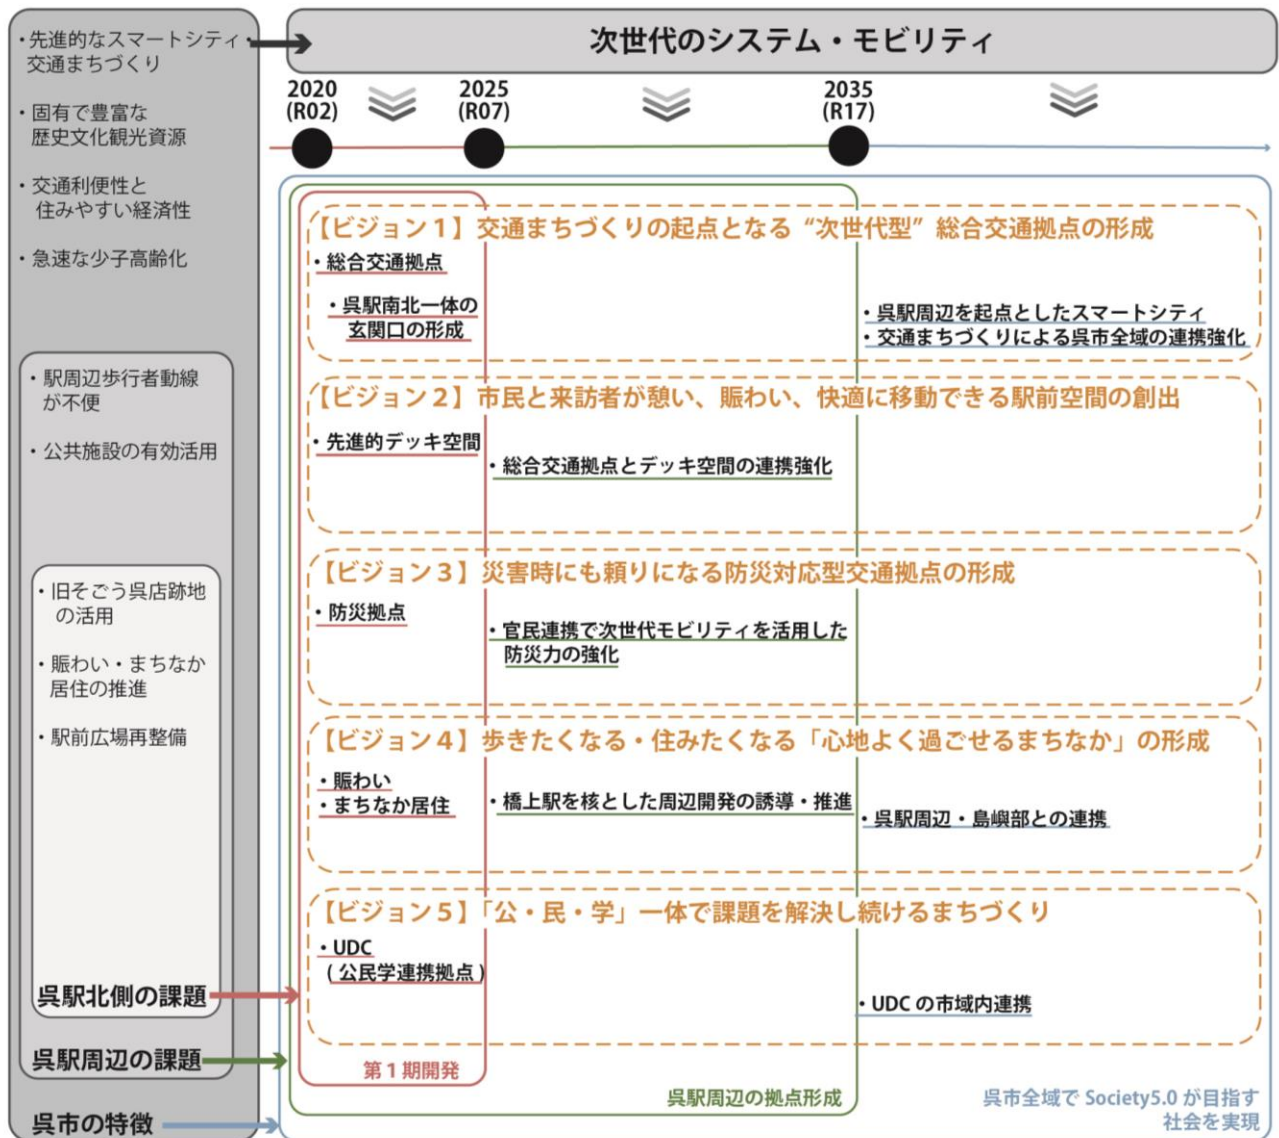 ・先進的なスマートシティ・
交通まちづくり
・固有で豊富な
歴史文化観光資源
・交通利便性と
住みやすい経済性
・急速な少子高齢化
・駅周辺歩行者動線
が不便
・公共施設の有効活用
・旧そごう呉店跡地
の活用
・賑わい・まちなか
居住の推進
・駅前広場再整備
呉駅北側の課題
呉駅周辺の課題
呉市の特徴
次世代のシステム・モビリティ
2020
(R02)
2025
(R07)
2035
(R17)
【ビジョン1】交通まちづくりの起点となる“次世代型”総合交通拠点の形成
・総合交通拠点
・呉駅南北一体の
玄関口の形成
・呉駅周辺を起点としたスマートシティ
・交通まちづくりによる呉市全域の連携強化
【ビジョン2】市民と来訪者が憩い、賑わい、快適に移動できる駅前空間の創出
・先進的デッキ空間
・総合交通拠点とデッキ空間の連携強化
【ビジョン3】災害時にも頼りになる防災対応型交通拠点の形成
・防災拠点
・官民連携で次世代モビリティを活用した
防災力の強化
【ビジョン4】歩きたくなる・住みたくなる「心地よく過ごせるまちなか」の形成
・賑わい
・まちなか居住
・橋上駅を核とした周辺開発の誘導・推進
・呉駅周辺・島嶼部との連携
【ビジョン5】「公・民・学」一体で課題を解決し続けるまちづくり
・UDC
(公民学連携拠点)
・UDCの市域内連携
第1期開発
呉駅周辺の拠点形成
呉市全域でSociety5.0が目指す
社会を実現